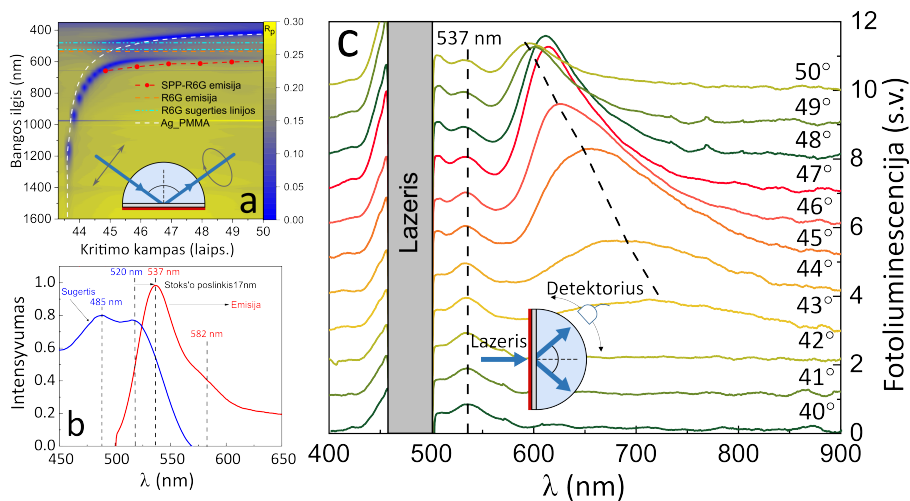 a
Bangos ilgis (nm)
400
600
800
1000
1200
1400
1600
44 45 46 47 48 49 50
Kritimo kampas (laips.)
SPP-R6G emisija
R6G emisija
R6G sugerties linijos
Ag_PMMA
Rp
0.30
0.25
0.20
0.15
0.10
0.05
0.00
b
Intensyvumas
1.0
0.8
0.6
0.4
0.2
0.0
450 500 550 600 650
λ (nm)
520 nm 537 nm
Sugertis
485 nm
Stoks'o poslinkis17nm
Emisija
582 nm
c
537 nm
Lazeris
50°
49°
48°
47°
46°
45°
44°
43°
42°
41°
40°
Detektorius
Lazeris
400 500 600 700 800 900
λ (nm)
12
10
8
6
4
2
0
Fotoliuminescencija (s.v.)